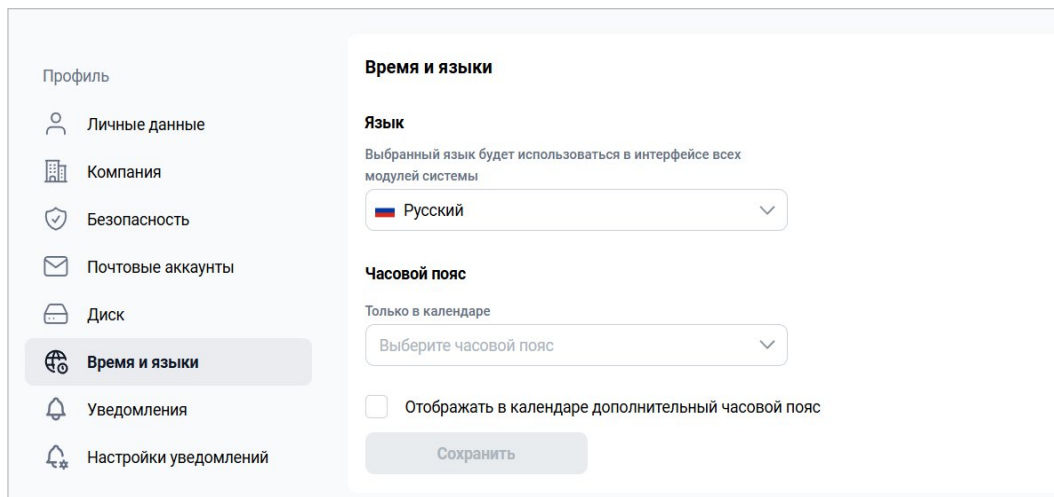 Профиль
Личные данные
Компания
Безопасность
Почтовые аккаунты
Диск
Время и языки
Уведомления
Настройки уведомлений
Время и языки
Язык
Выбранный язык будет использоваться в интерфейсе всех
модулей системы
Русский
Часовой пояс
Только в календаре
Выберите часовой пояс
Отображать в календаре дополнительный часовой пояс
Сохранить